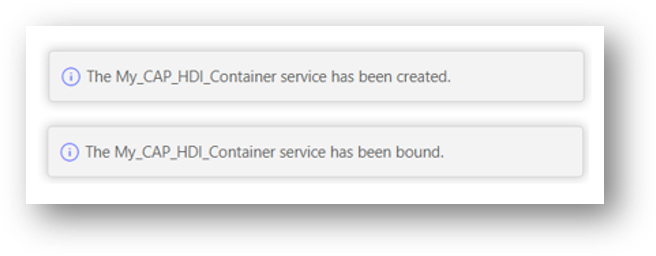 The My_CAP_HDI_Container service has been created.
The My_CAP_HDI_Container service has been bound.